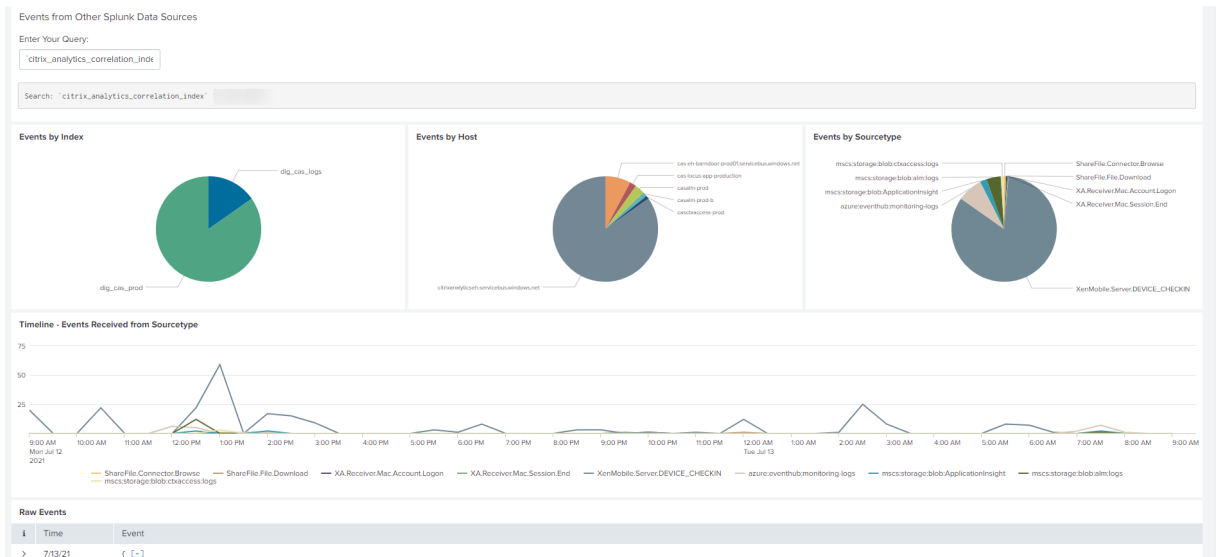 Events from Other Splunk Data Sources
Enter Your Query:
`citrix_analytics_correlation_inde
Search: `citrix_analytics_correlation_index`
Events by Index
dlg_cas_logs
dlg_cas_prod
Events by Host
cas-eh-barndoor-prod01.servicebus.windows.net
cas-locus-app-production
casalm-prod
casalm-prod-b
casctxaccess-prod
citrixanalyticseh.servicebus.windows.net
Events by Sourcetype
mscs:storage:blob:ctxaccess:logs
mscs:storage:blob:alm:logs
mscs:storage:blob:ApplicationInsight
azure:eventhub:monitoring-logs
ShareFile.Connector.Browse
ShareFile.File.Download
XA.Receiver.Mac.Account.Logon
XA.Receiver.Mac.Session.End
XenMobile.Server.DEVICE_CHECKIN
Timeline - Events Received from Sourcetype
75
50
25
9:00 AM 10:00 AM 11:00 AM 12:00 PM 1:00 PM 2:00 PM 3:00 PM 4:00 PM 5:00 PM 6:00 PM 7:00 PM 8:00 PM 9:00 PM 10:00 PM 11:00 PM 12:00 AM 1:00 AM 2:00 AM 3:00 AM 4:00 AM 5:00 AM 6:00 AM 7:00 AM 8:00 AM 9:00 AM
Mon Jul 12 Tue Jul 13
2021
ShareFile.Connector.Browse ShareFile.File.Download XA.Receiver.Mac.Account.Logon XA.Receiver.Mac.Session.End XenMobile.Server.DEVICE_CHECKIN azure:eventhub:monitoring-logs mscs:storage:blob:ApplicationInsight mscs:storage:blob:alm:logs
mscs:storage:blob:ctxaccess:logs
Raw Events
i Time Event
> 7/13/21 { [-]